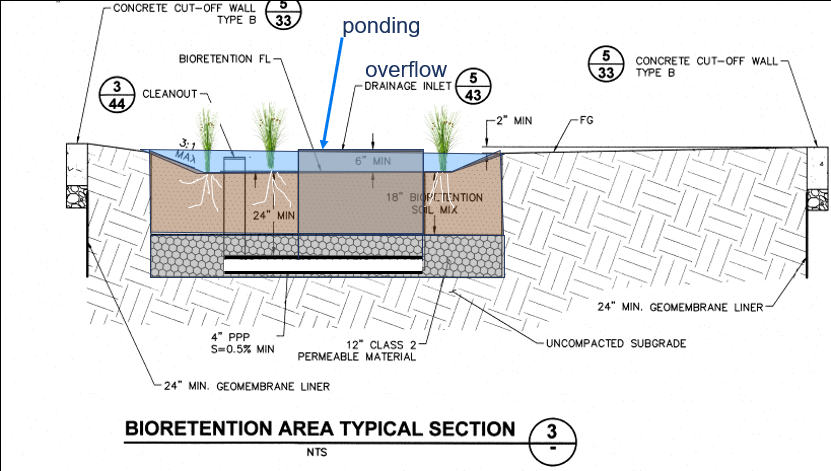 CONCRETE CUT-OFF WALL
TYPE B
5
33
ponding
BIORETENTION FL
overflow
DRAINAGE INLET
5
43
5
33
CONCRETE CUT-OFF WALL
TYPE B
3
44
CLEANOUT
2" MIN
FG
3:1
MAX
6" MIN
18" BIORETENTION
SOIL MIX
24" MIN
24" MIN. GEOMEMBRANE LINER
4" PPP
S=0.5% MIN
12" CLASS 2
PERMEABLE MATERIAL
UNCOMPACTED SUBGRADE
24" MIN. GEOMEMBRANE LINER
BIORETENTION AREA TYPICAL SECTION
3
-
NTS